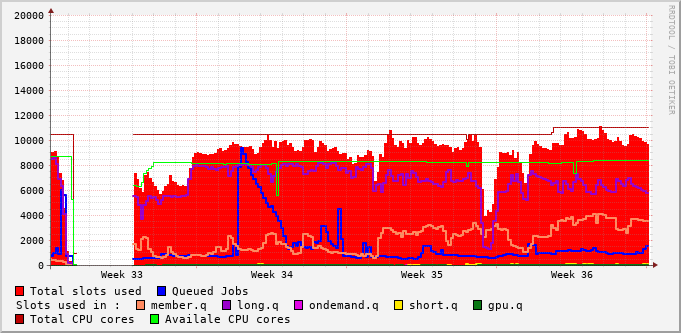 20000
18000
16000
14000
12000
10000
8000
6000
4000
2000
0
Week 33 Week 34 Week 35 Week 36
RRDTOOL / TOBI OETIKER
Total slots used Queued Jobs
Slots used in : member.q long.q ondemand.q short.q gpu.q
Total CPU cores Availale CPU cores